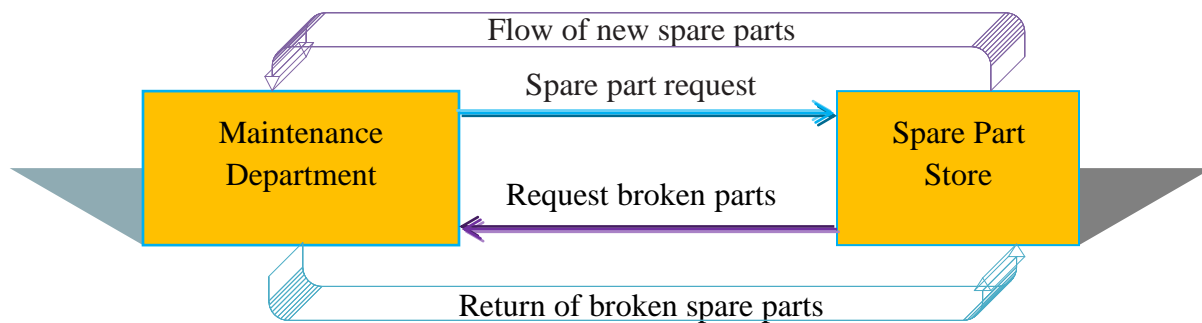 Flow of new spare parts
Spare part request
Maintenance
Department
Spare Part
Store
Request broken parts
Return of broken spare parts